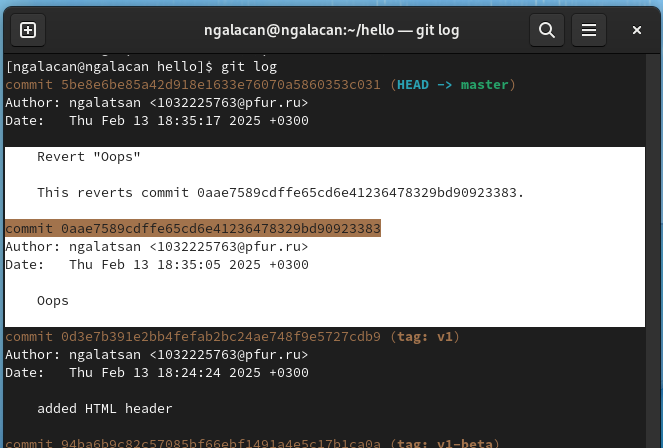 ngalacan@ngalacan:~/hello — git log
[ngalacan@ngalacan hello]$ git log
commit 5be8e6be85a42d918e1633e76070a5860353c031 (HEAD -> master)
Author: ngalatsan <1032225763@pfur.ru>
Date:   Thu Feb 13 18:35:17 2025 +0300
Revert "Oops"
This reverts commit 0aae7589cdffe65cd6e41236478329bd90923383.
commit 0aae7589cdffe65cd6e41236478329bd90923383
Author: ngalatsan <1032225763@pfur.ru>
Date:   Thu Feb 13 18:35:05 2025 +0300
Oops
commit 0d3e7b391e2bb4fefab2bc24ae748f9e5727cdb9 (tag: v1)
Author: ngalatsan <1032225763@pfur.ru>
Date:   Thu Feb 13 18:24:24 2025 +0300
added HTML header
commit 94ba6b9c82c57085bf66ebf1491a4e5c17b1ca0a (tag: v1-beta)